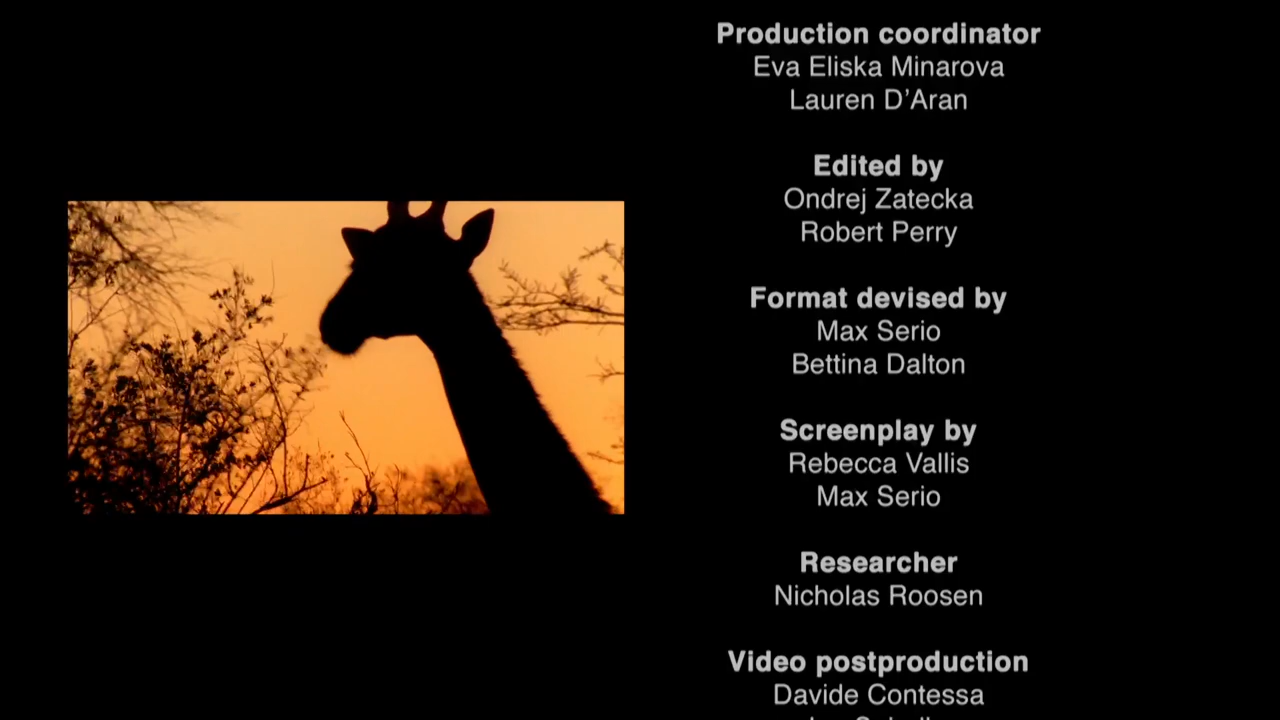 Production coordinator
Eva Eliska Minarova
Lauren D'Aran
Edited by
Ondrej Zatecka
Robert Perry
Format devised by
Max Serio
Bettina Dalton
Screenplay by
Rebecca Vallis
Max Serio
Researcher
Nicholas Roosen
Video postproduction
Davide Contessa